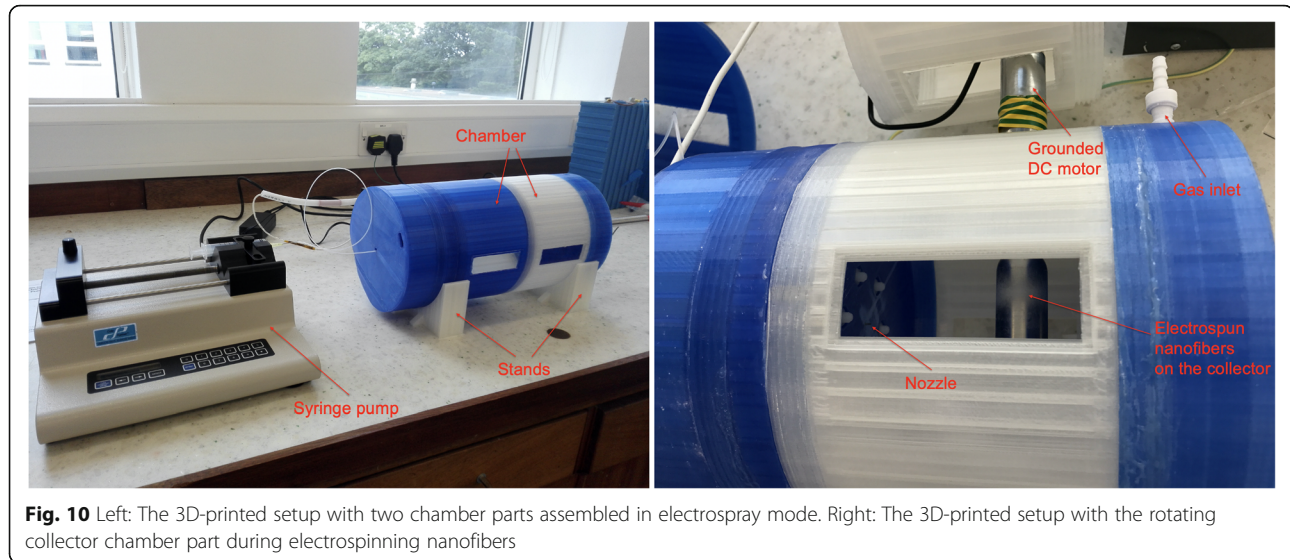 Chamber
Stands
Syringe pump
Grounded
DC motor
Gas inlet
Electrospun
nanofibers
on the collector
Nozzle
Fig. 10 Left: The 3D-printed setup with two chamber parts assembled in electrospray mode. Right: The 3D-printed setup with the rotating
collector chamber part during electrospinning nanofibers